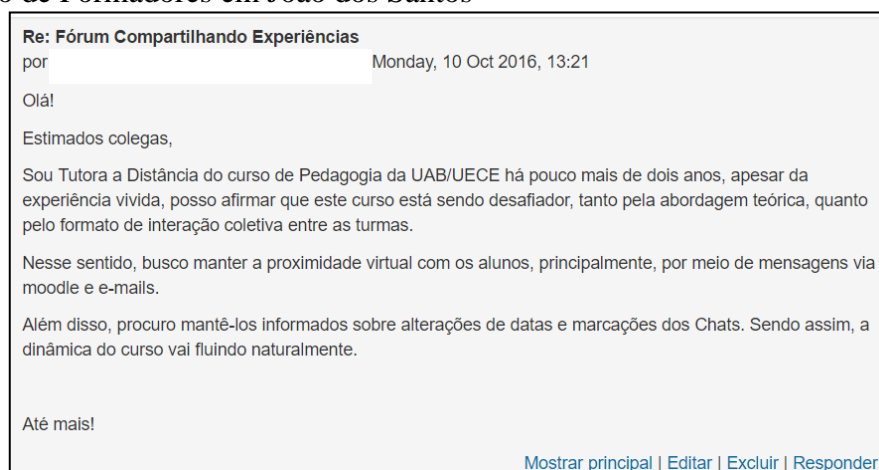 o de Formadores em João dos Santos
Re: Fórum Compartilhando Experiências
por Monday, 10 Oct 2016, 13:21
Olá!
Estimados colegas,
Sou Tutora a Distância do curso de Pedagogia da UAB/UECE há pouco mais de dois anos, apesar da
experiência vivida, posso afirmar que este curso está sendo desafiador, tanto pela abordagem teórica, quanto
pelo formato de interação coletiva entre as turmas.
Nesse sentido, busco manter a proximidade virtual com os alunos, principalmente, por meio de mensagens via
moodle e e-mails.
Além disso, procuro mantê-los informados sobre alterações de datas e marcações dos Chats. Sendo assim, a
dinâmica do curso vai fluindo naturalmente.
Até mais!
Mostrar principal | Editar | Excluir | Responder